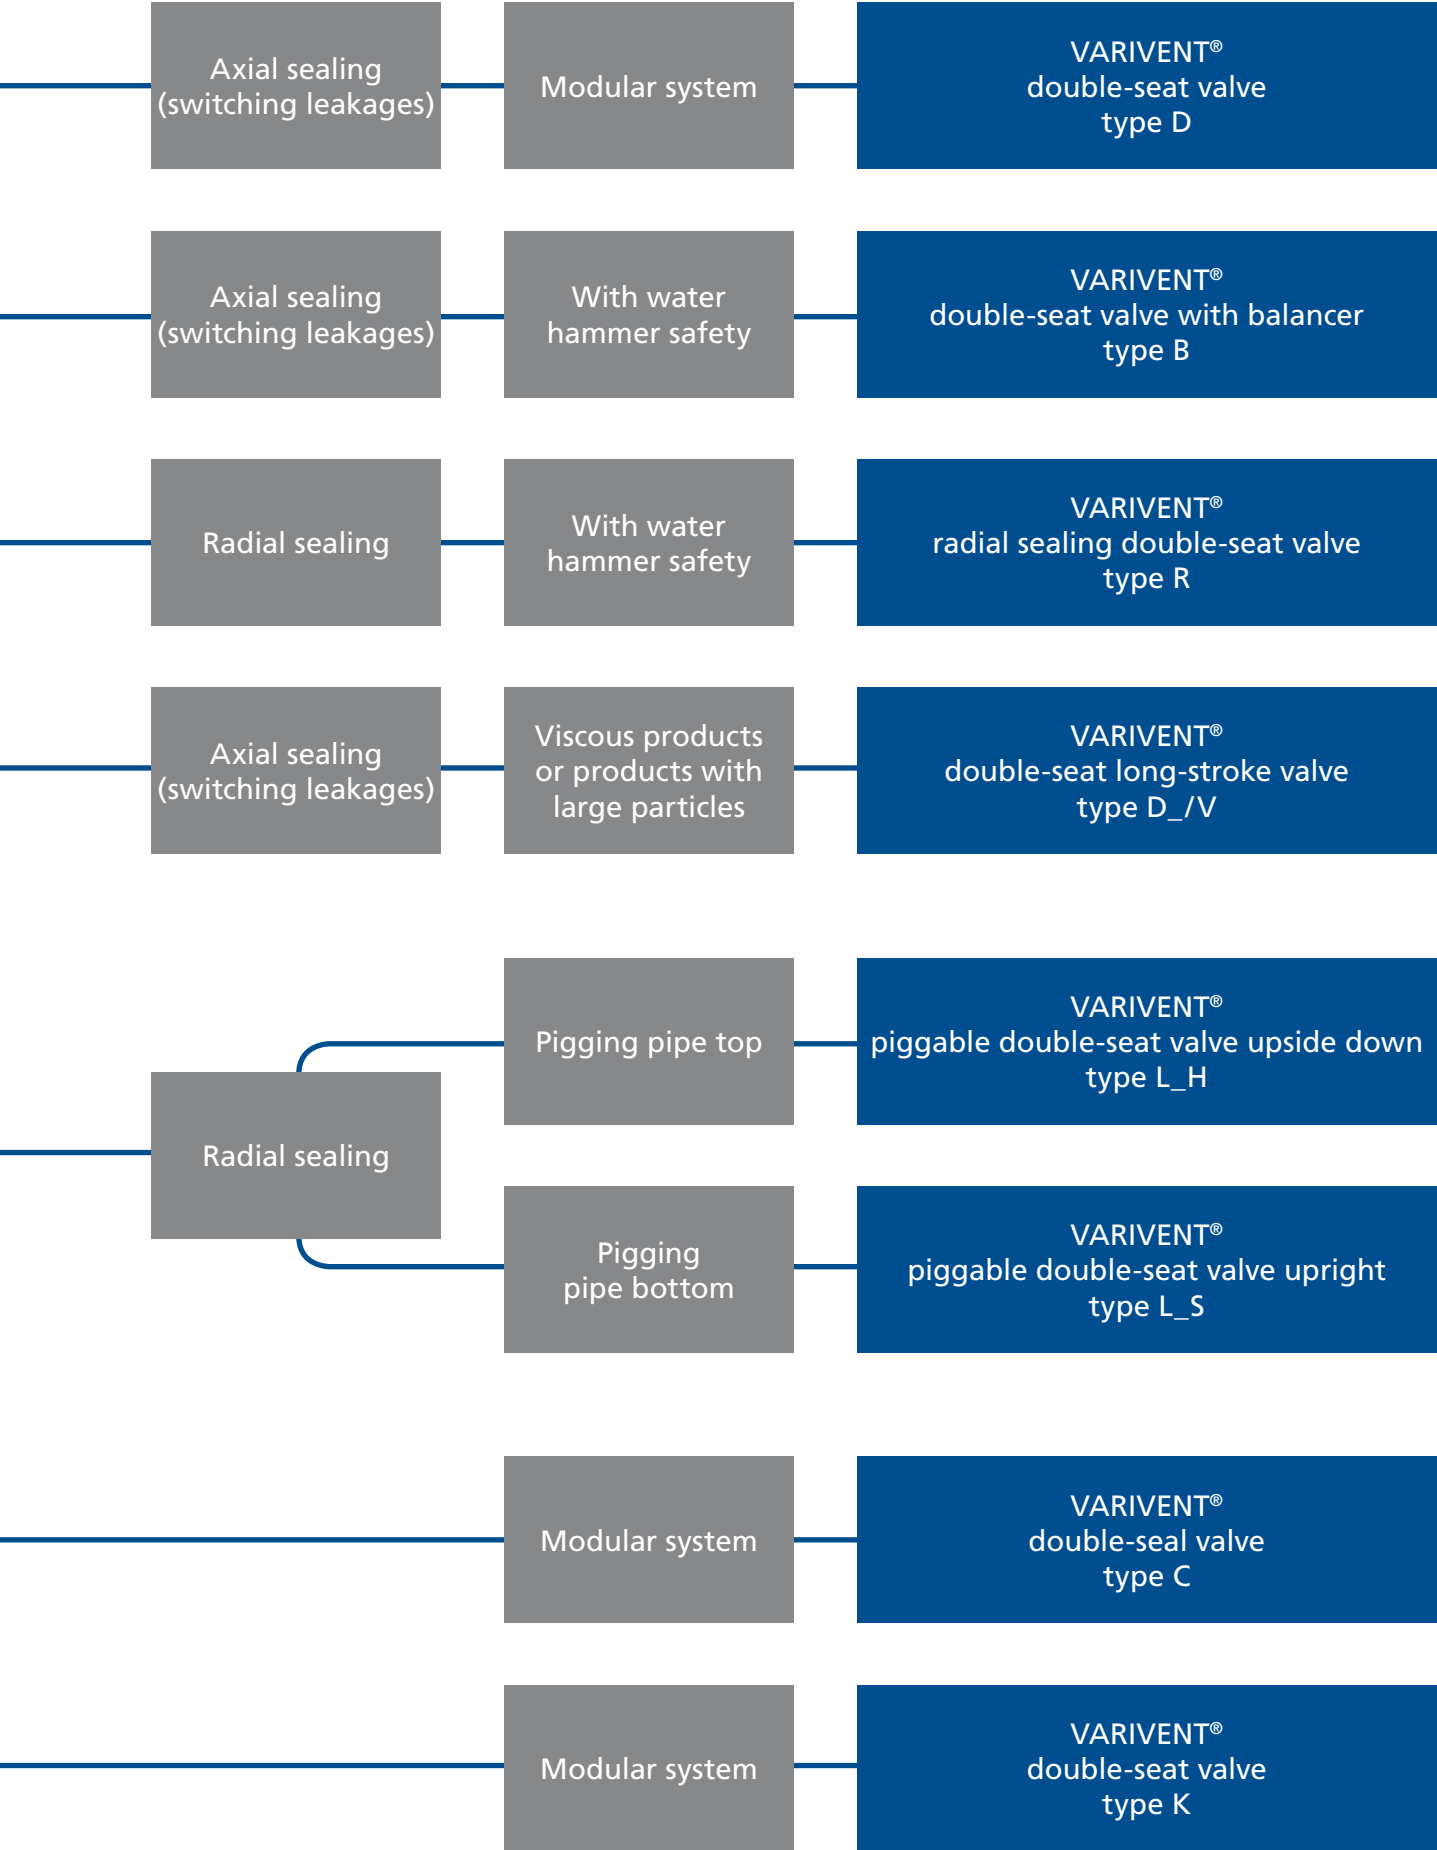 Axial sealing
(switching leakages)
Modular system
VARIVENT®
double-seat valve
type D
Axial sealing
(switching leakages)
With water
hammer safety
VARIVENT®
double-seat valve with balancer
type B
Radial sealing
With water
hammer safety
VARIVENT®
radial sealing double-seat valve
type R
Axial sealing
(switching leakages)
Viscous products
or products with
large particles
VARIVENT®
double-seat long-stroke valve
type D_/V
Radial sealing
Pigging pipe top
VARIVENT®
piggable double-seat valve upside down
type L_H
Pigging
pipe bottom
VARIVENT®
piggable double-seat valve upright
type L_S
Modular system
VARIVENT®
double-seal valve
type C
Modular system
VARIVENT®
double-seat valve
type K